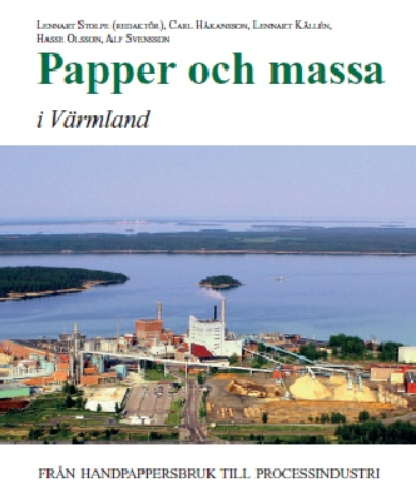 LENNART STOLPE (REDAKTÖR), CARL HÅKANSSON, LENNART KÄLLÉN,
HASSE OLSSON, ALF SVENSSON
Papper och massa
i Värmland
FRÅN HANDPAPPERSBRUK TILL PROCESSINDUSTRI